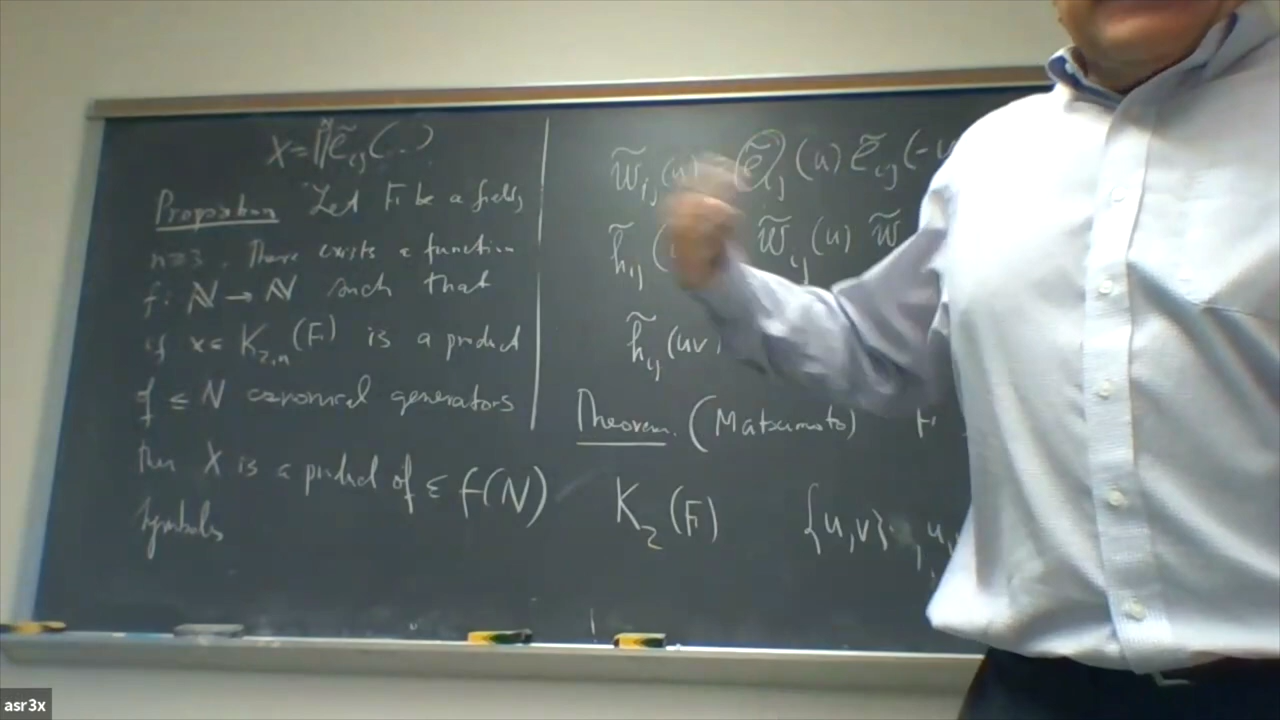 X = ∏ ẽ_ij (...)
Proposition Let F be a field,
n ≥ 3. There exists a function
f: ℕ → ℕ such that
if x ∈ K_2,n (F) is a product
of ≤ N canonical generators
then X is a product of ≤ f(N)
symbols
w̃_ij (u) ẽ_ij (u) ẽ_ij (-u
h̃_ij ( w̃_ij (u) w̃
h̃_ij (uv)
Theorem. (Matsumoto) F
K_2 (F) {u,v} , u,v
asr3x